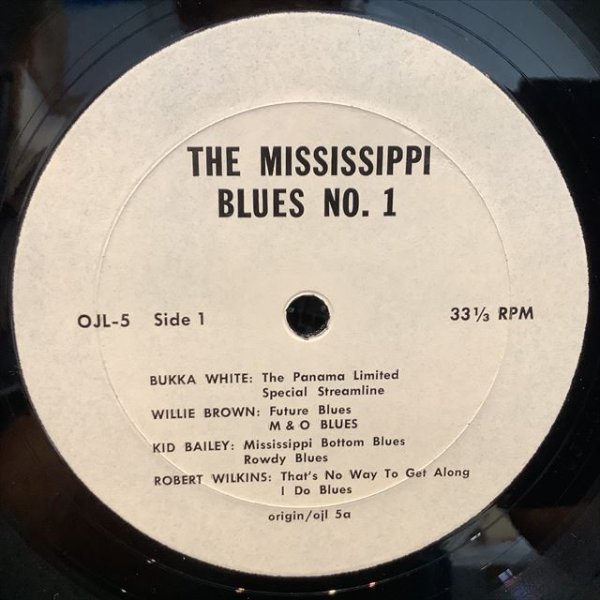 THE MISSISSIPPI
BLUES NO. 1
OJL-5 Side 1 33 1/3 RPM
BUKKA WHITE: The Panama Limited
Special Streamline
WILLIE BROWN: Future Blues
M & O BLUES
KID BAILEY: Mississippi Bottom Blues
Rowdy Blues
ROBERT WILKINS: That's No Way To Get Along
I Do Blues
origin/ojl 5a